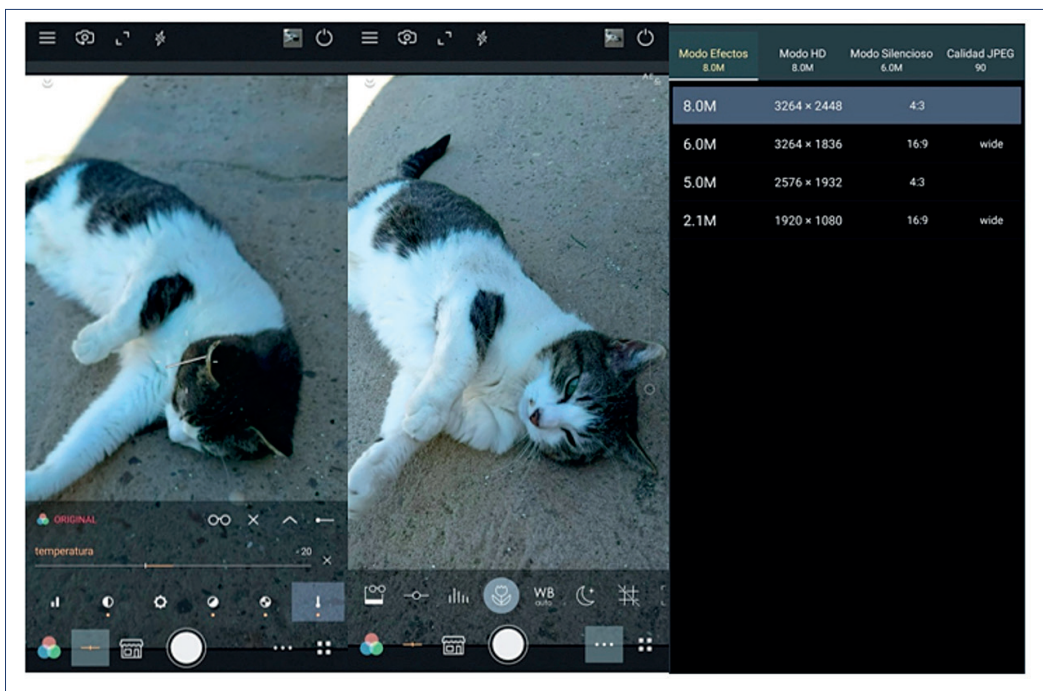 ORIGINAL
temperatura
-20
AE
WB
auto
Modo Efectos Modo HD Modo Silencioso Calidad JPEG
8.0M 8.0M 6.0M 90
8.0M 3264 × 2448 4:3
6.0M 3264 × 1836 16:9 wide
5.0M 2576 × 1932 4:3
2.1M 1920 × 1080 16:9 wide